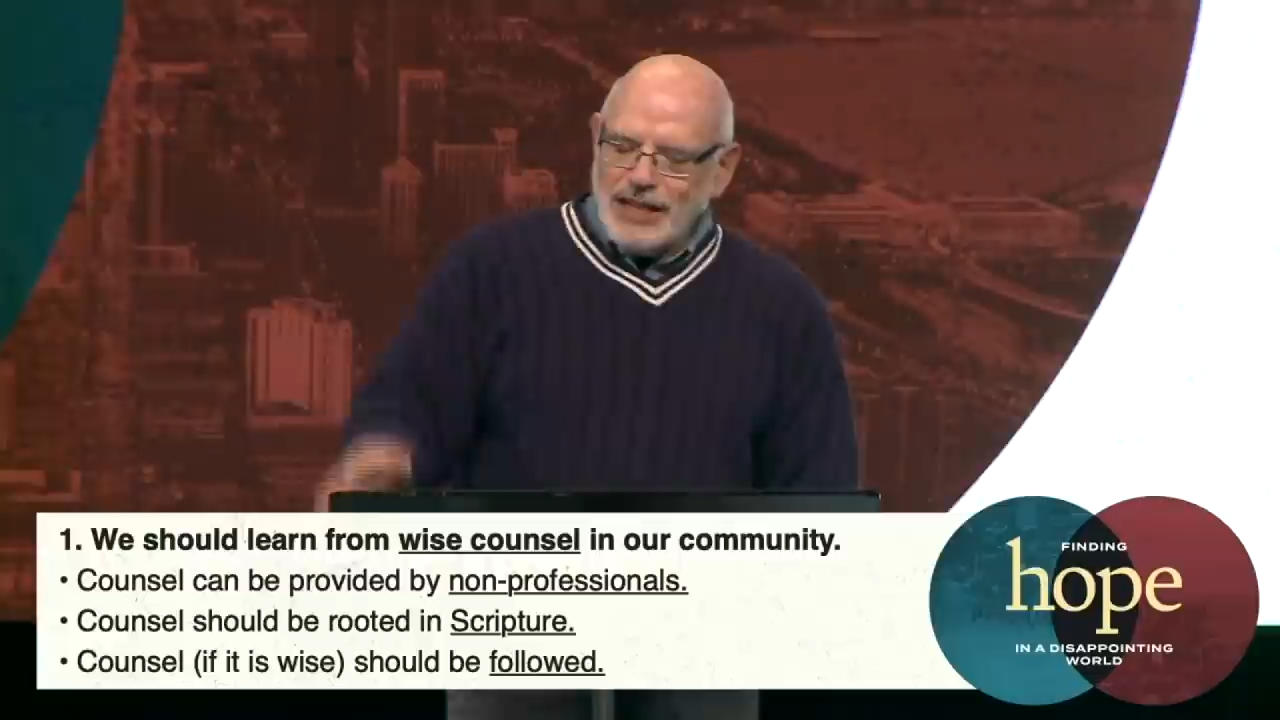 1. We should learn from wise counsel in our community.
• Counsel can be provided by non-professionals.
• Counsel should be rooted in Scripture.
• Counsel (if it is wise) should be followed.
FINDING
hope
IN A DISAPPOINTING
WORLD